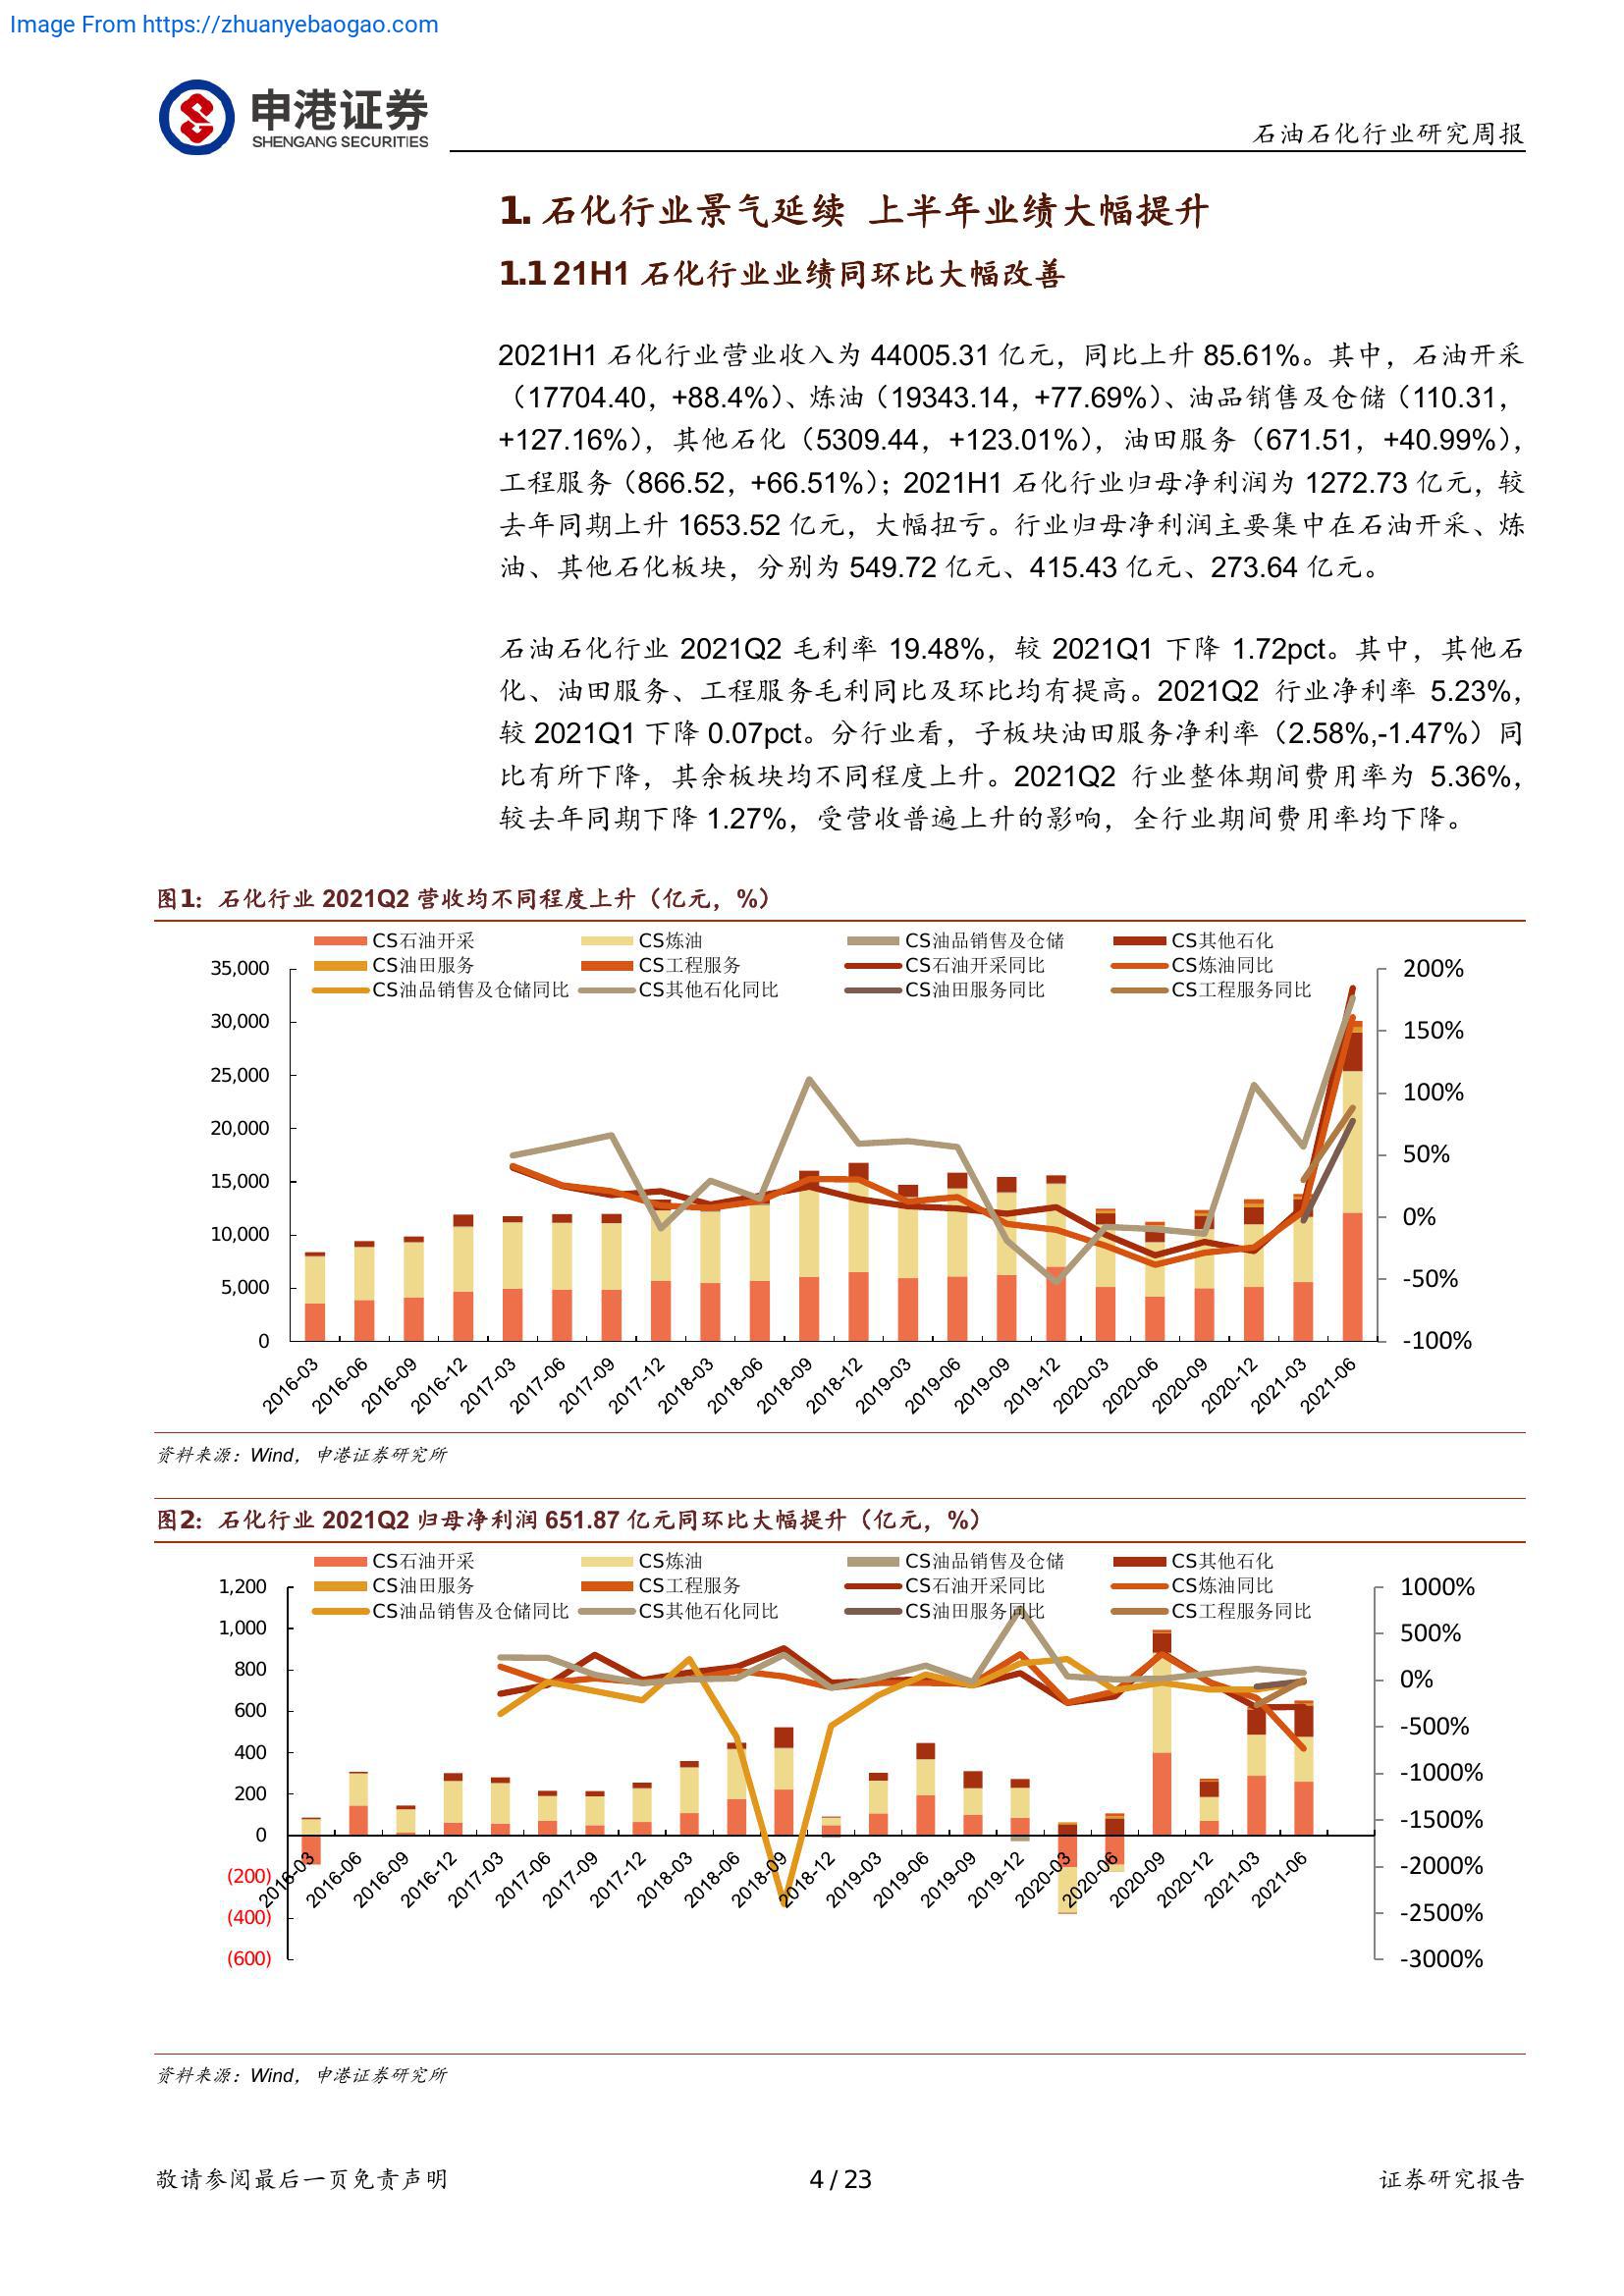 Image From https://zhuanyebaogao.com
申港证券
SHENGANG SECURITIES
石油石化行业研究周报
1. 石化行业景气延续 上半年业绩大幅提升
1.1 21H1 石化行业业绩同环比大幅改善
2021H1 石化行业营业收入为 44005.31 亿元，同比上升 85.61%。其中，石油开采
（17704.40，+88.4%）、炼油（19343.14，+77.69%）、油品销售及仓储（110.31，
+127.16%），其他石化（5309.44，+123.01%），油田服务（671.51，+40.99%），
工程服务（866.52，+66.51%）；2021H1 石化行业归母净利润为 1272.73 亿元，较
去年同期上升 1653.52 亿元，大幅扭亏。行业归母净利润主要集中在石油开采、炼
油、其他石化板块，分别为 549.72 亿元、415.43 亿元、273.64 亿元。
石油石化行业 2021Q2 毛利率 19.48%，较 2021Q1 下降 1.72pct。其中，其他石
化、油田服务、工程服务毛利同比及环比均有提高。2021Q2 行业净利率 5.23%，
较 2021Q1 下降 0.07pct。分行业看，子板块油田服务净利率（2.58%,-1.47%）同
比有所下降，其余板块均不同程度上升。2021Q2 行业整体期间费用率为 5.36%，
较去年同期下降 1.27%，受营收普遍上升的影响，全行业期间费用率均下降。
图1：石化行业 2021Q2 营收均不同程度上升（亿元，%）
CS石油开采 CS炼油 CS油品销售及仓储 CS其他石化
CS油田服务 CS工程服务 CS石油开采同比 CS炼油同比
CS油品销售及仓储同比 CS其他石化同比 CS油田服务同比 CS工程服务同比
35,000
30,000
25,000
20,000
15,000
10,000
5,000
0
200%
150%
100%
50%
0%
-50%
-100%
2016-03 2016-06 2016-09 2016-12 2017-03 2017-06 2017-09 2017-12 2018-03 2018-06 2018-09 2018-12 2019-03 2019-06 2019-09 2019-12 2020-03 2020-06 2020-09 2020-12 2021-03 2021-06
资料来源：Wind，申港证券研究所
图2：石化行业 2021Q2 归母净利润 651.87 亿元同环比大幅提升（亿元，%）
CS石油开采 CS炼油 CS油品销售及仓储 CS其他石化
CS油田服务 CS工程服务 CS石油开采同比 CS炼油同比
CS油品销售及仓储同比 CS其他石化同比 CS油田服务同比 CS工程服务同比
1,200
1,000
800
600
400
200
0
(200)
(400)
(600)
1000%
500%
0%
-500%
-1000%
-1500%
-2000%
-2500%
-3000%
2016-03 2016-06 2016-09 2016-12 2017-03 2017-06 2017-09 2017-12 2018-03 2018-06 2018-09 2018-12 2019-03 2019-06 2019-09 2019-12 2020-03 2020-06 2020-09 2020-12 2021-03 2021-06
资料来源：Wind，申港证券研究所
敬请参阅最后一页免责声明
4 / 23
证券研究报告